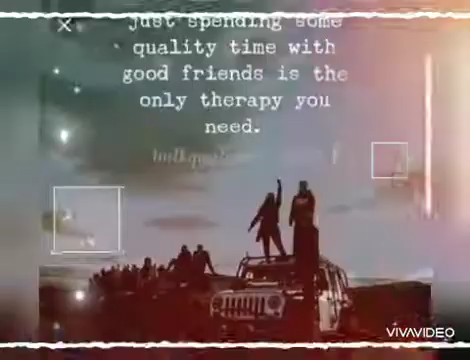 just spending some
quality time with
good friends is the
only therapy you
need.
VIVAVIDEO